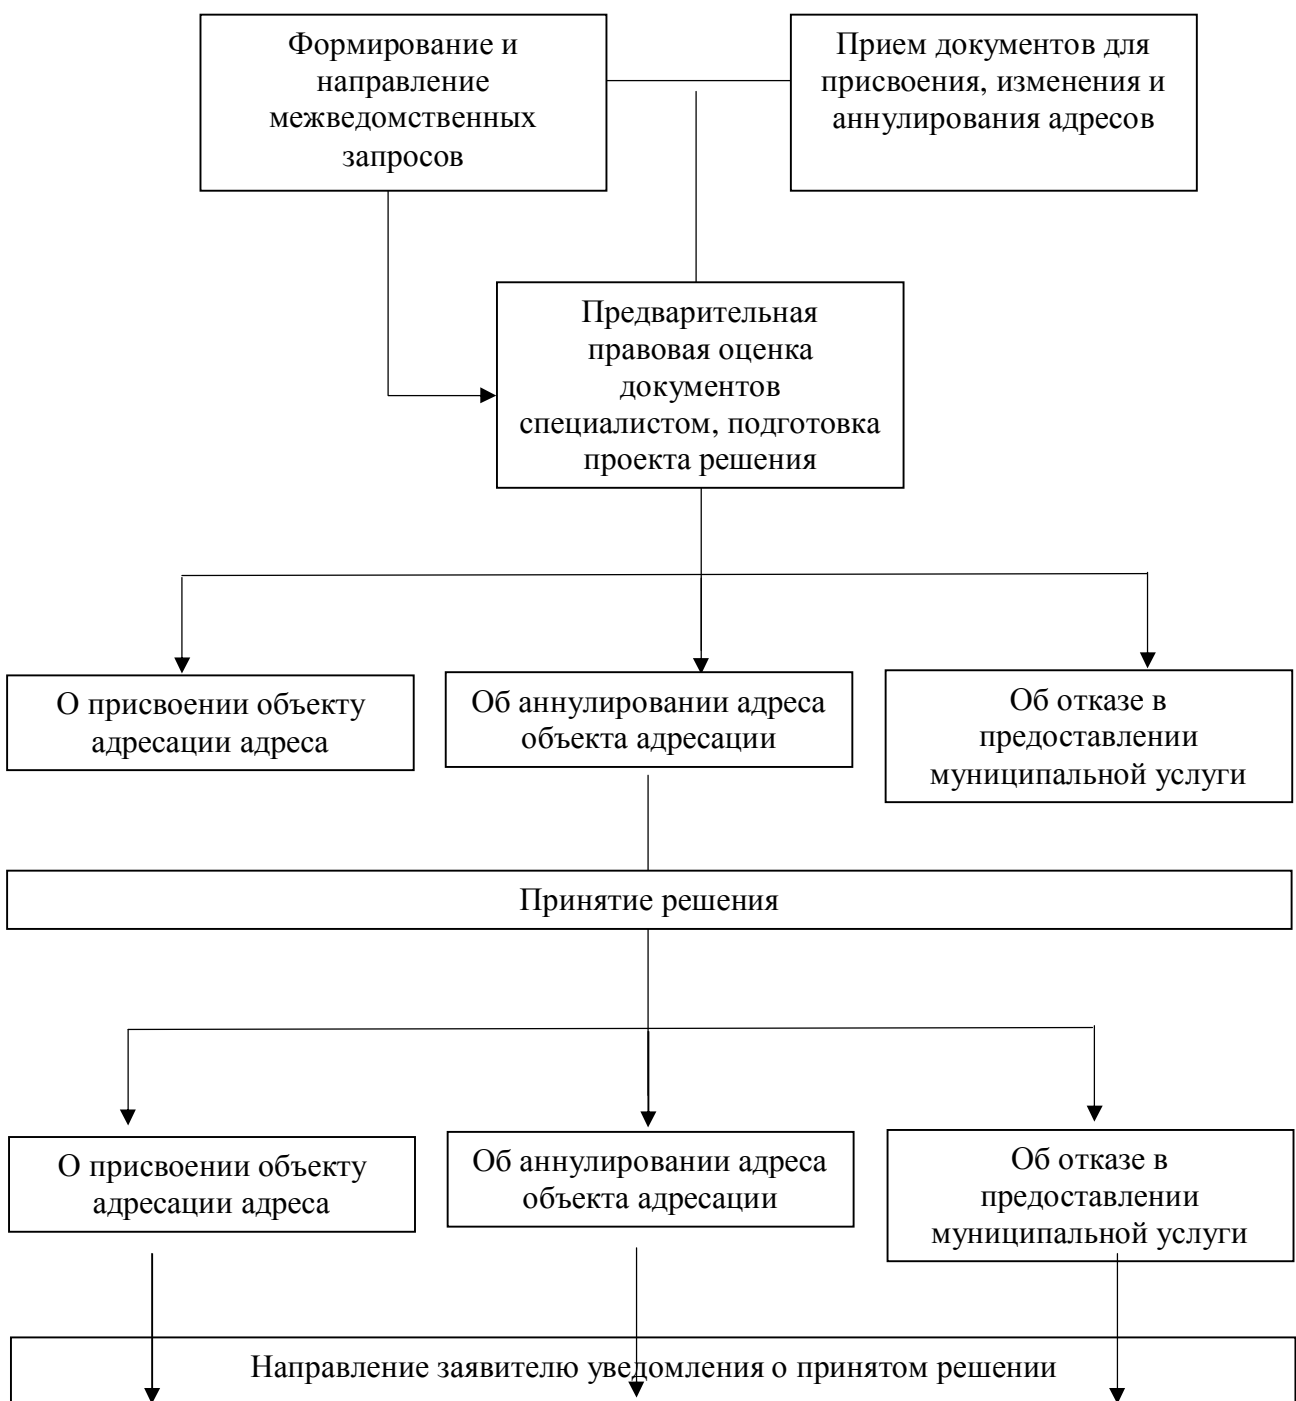 Формирование и
направление
межведомственных
запросов
Прием документов для
присвоения, изменения и
аннулирования адресов
Предварительная
правовая оценка
документов
специалистом, подготовка
проекта решения
О присвоении объекту
адресации адреса
Об аннулировании адреса
объекта адресации
Об отказе в
предоставлении
муниципальной услуги
Принятие решения
О присвоении объекту
адресации адреса
Об аннулировании адреса
объекта адресации
Об отказе в
предоставлении
муниципальной услуги
Направление заявителю уведомления о принятом решении